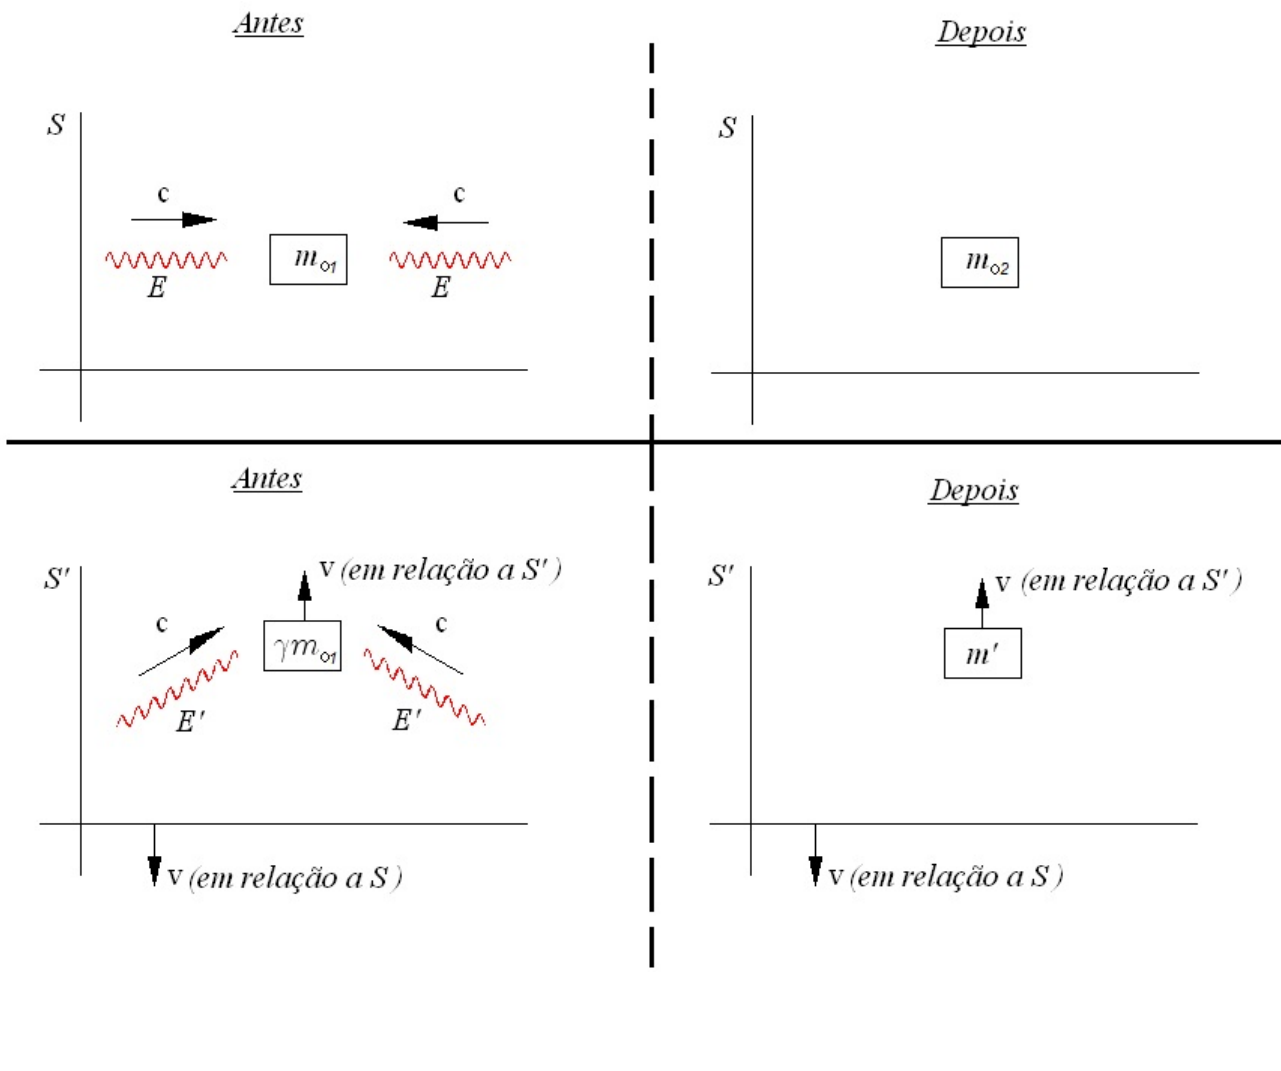 Antes
Depois
S
c
c
m₀₁
E
E
S
m₀₂
Antes
Depois
S'
v (em relação a S')
c
c
γm₀₁
E'
E'
v (em relação a S)
S'
v (em relação a S')
m'
v (em relação a S)